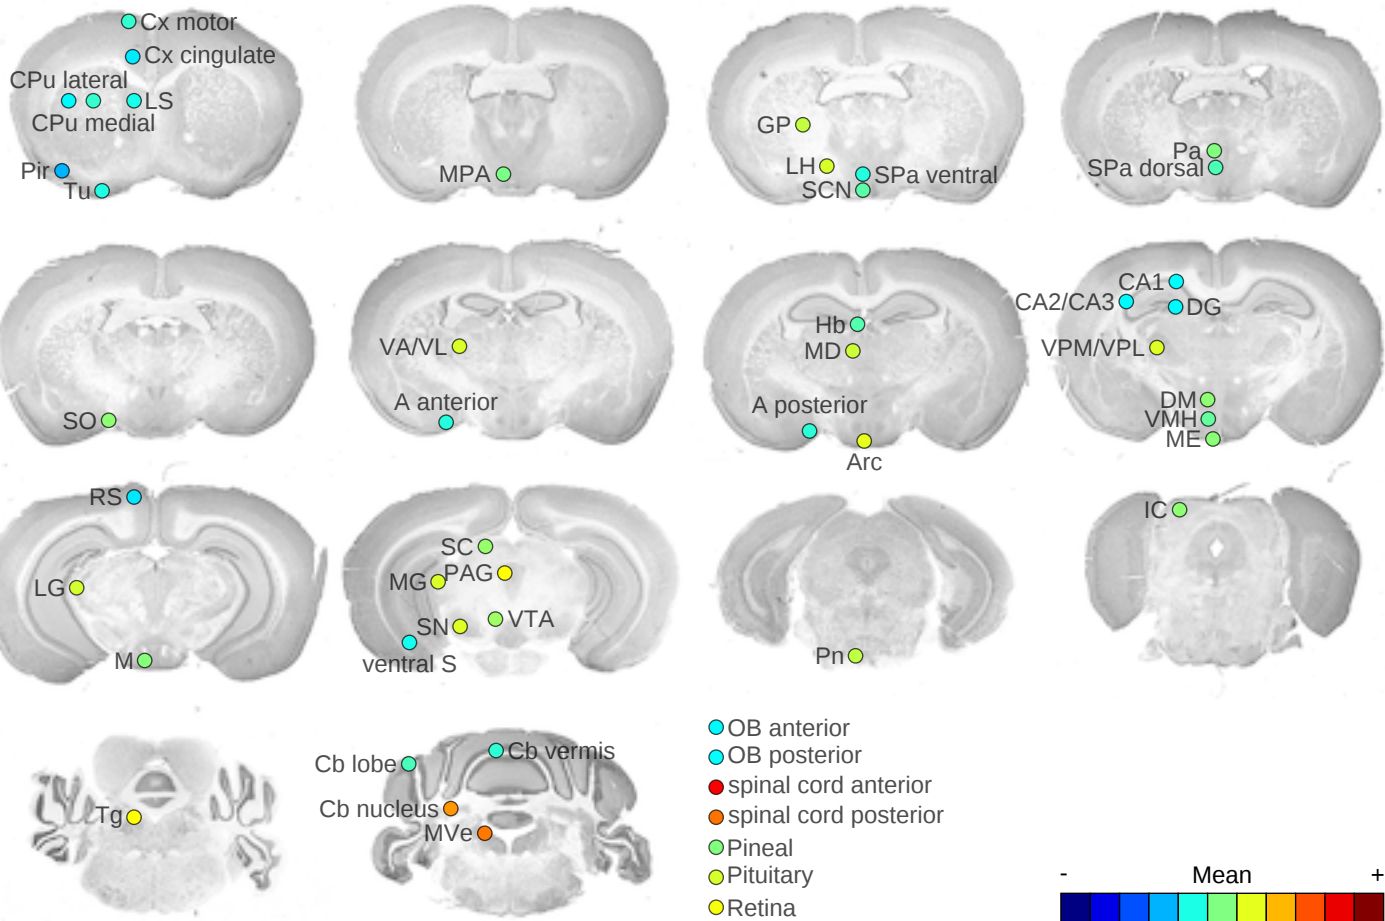 Cx motor
Cx cingulate
CPu lateral
LS
CPu medial
Pir
Tu
MPA
GP
LH
SPa ventral
SCN
Pa
SPa dorsal
SO
VA/VL
A anterior
Hb
MD
A posterior
Arc
CA1
CA2/CA3
DG
VPM/VPL
DM
VMH
ME
RS
LG
M
SC
PAG
MG
VTA
SN
ventral S
Pn
IC
Tg
Cb vermis
Cb lobe
Cb nucleus
MVe
OB anterior
OB posterior
spinal cord anterior
spinal cord posterior
Pineal
Pituitary
Retina
- Mean +